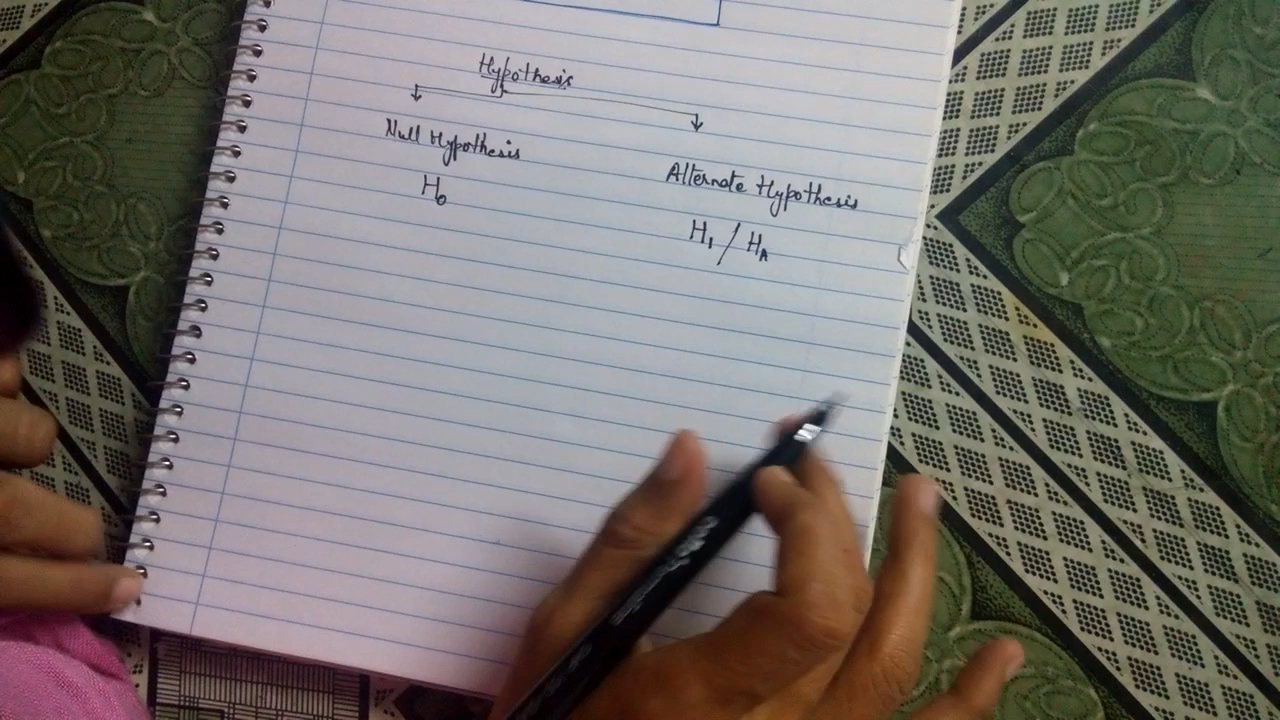 Hypothesis
Null Hypothesis
Alternate Hypothesis
H₀
H₁ / Hₐ